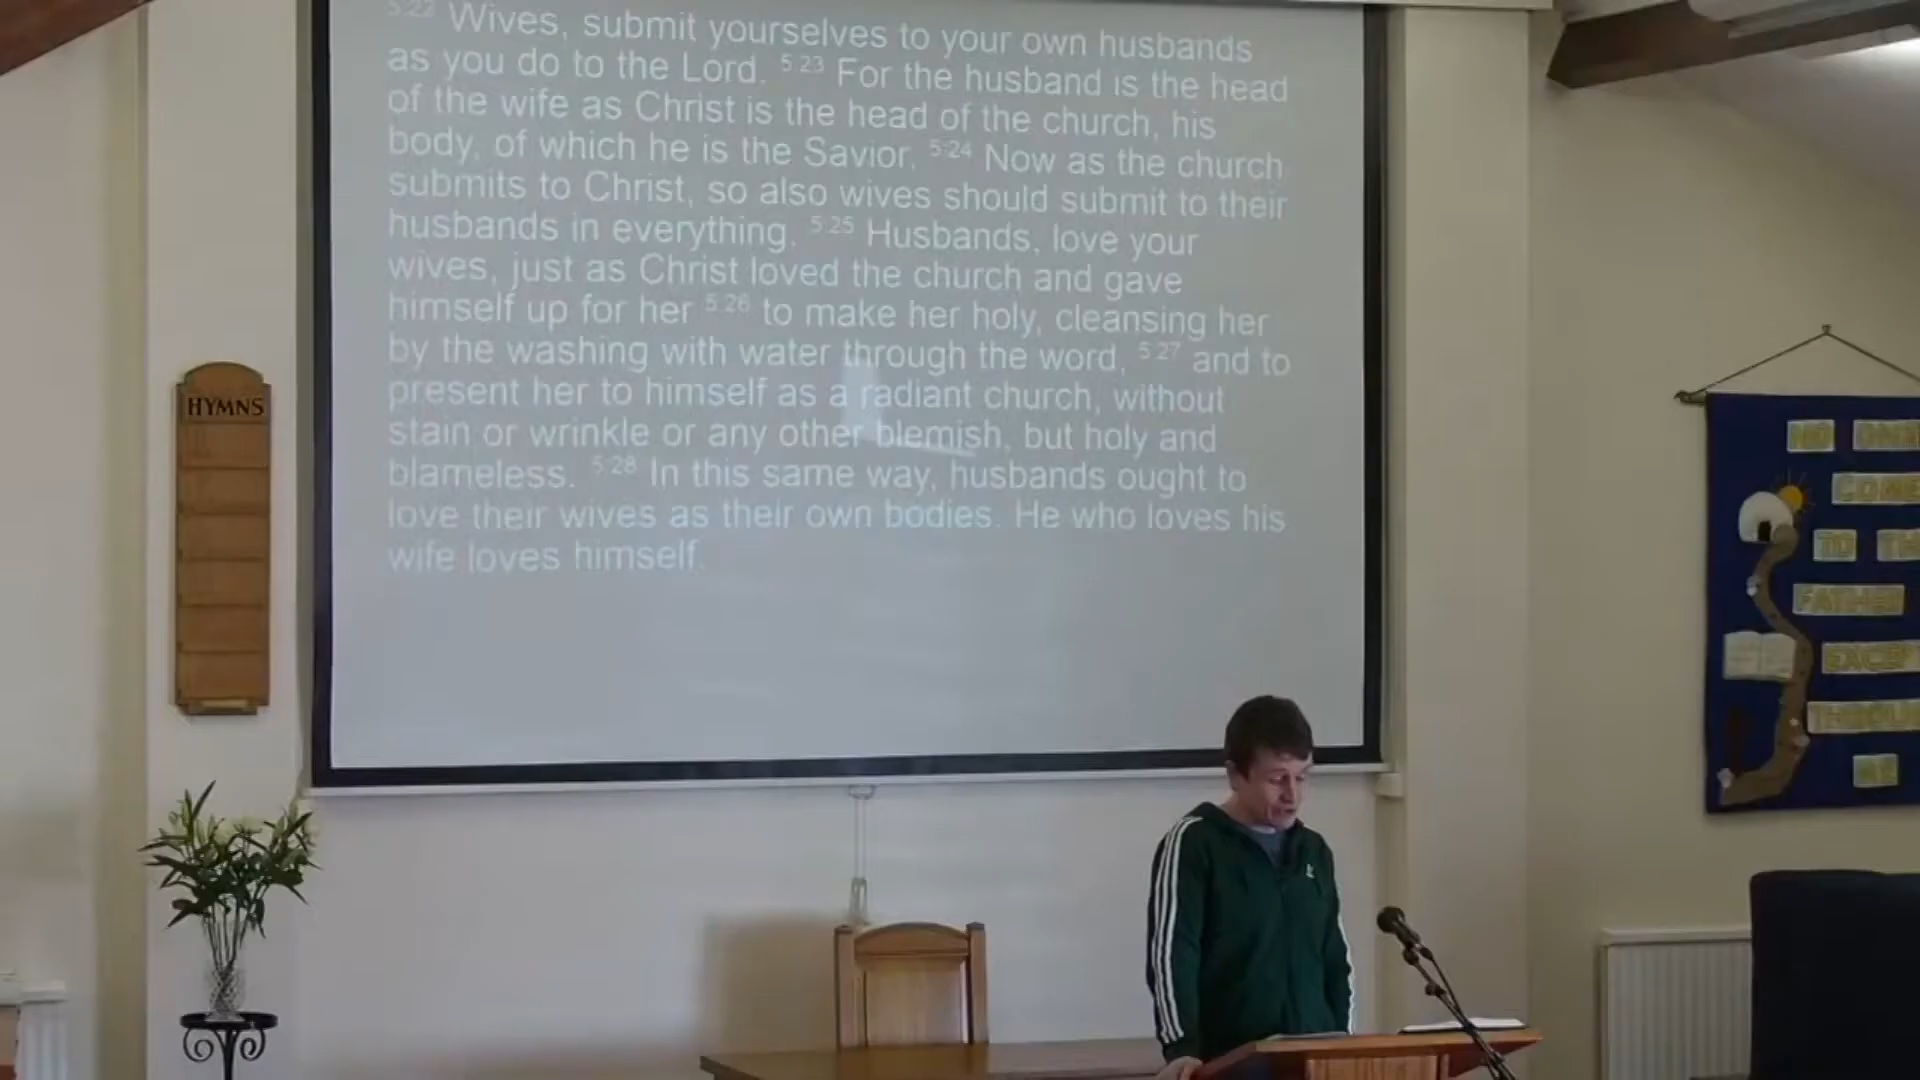 5:22 Wives, submit yourselves to your own husbands
as you do to the Lord. 5:23 For the husband is the head
of the wife as Christ is the head of the church, his
body, of which he is the Savior. 5:24 Now as the church
submits to Christ, so also wives should submit to their
husbands in everything. 5:25 Husbands, love your
wives, just as Christ loved the church and gave
himself up for her 5:26 to make her holy, cleansing her
by the washing with water through the word, 5:27 and to
present her to himself as a radiant church, without
stain or wrinkle or any other blemish, but holy and
blameless. 5:28 In this same way, husbands ought to
love their wives as their own bodies. He who loves his
wife loves himself.
HYMNS
NO ONE
COME
TO TH
FATHER
EXCEP
THROU
ME